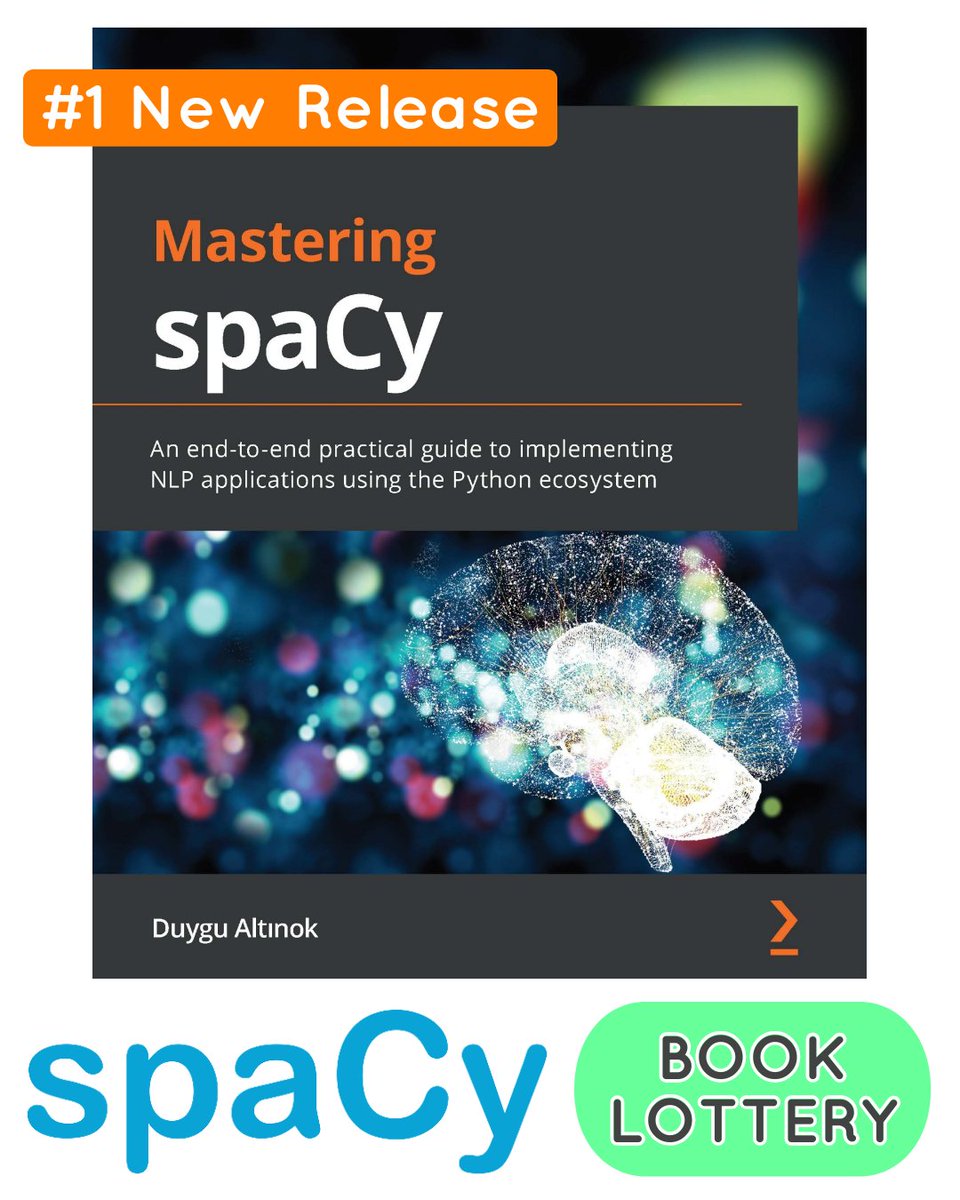 #1 New Release
Mastering
spaCy
An end-to-end practical guide to implementing
NLP applications using the Python ecosystem
Duygu Altınok
spaCy
BOOK
LOTTERY